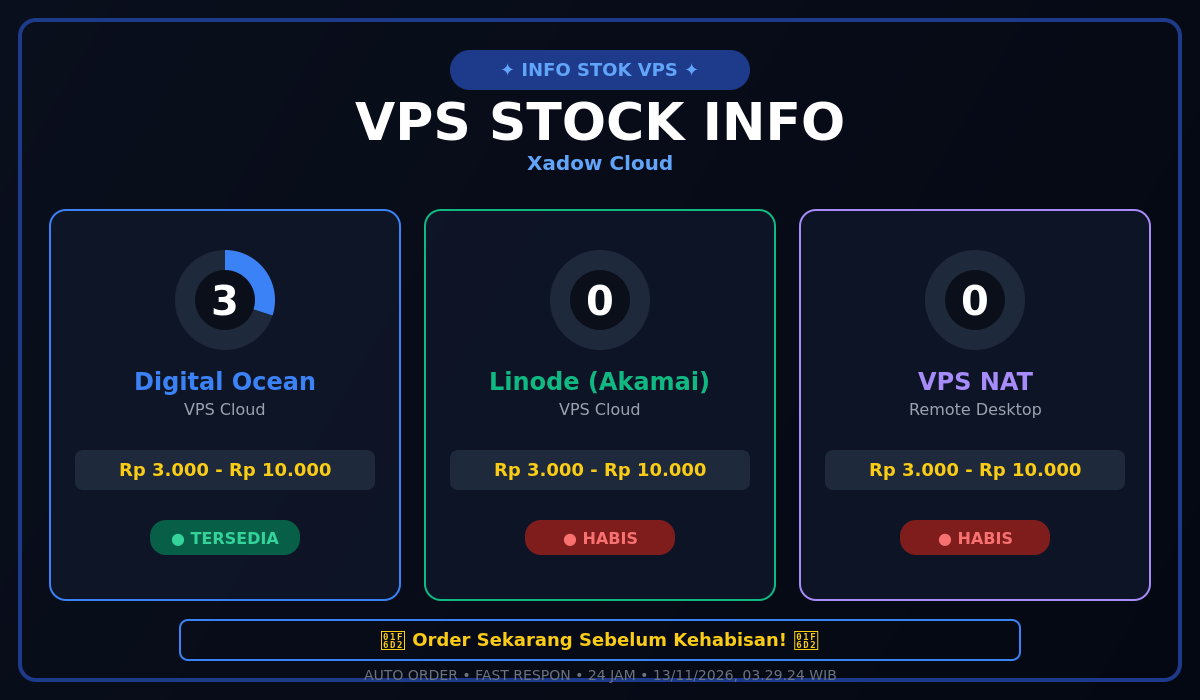 ✦ INFO STOK VPS ✦
VPS STOCK INFO
Xadow Cloud
3
Digital Ocean
VPS Cloud
Rp 3.000 - Rp 10.000
● TERSEDIA
0
Linode (Akamai)
VPS Cloud
Rp 3.000 - Rp 10.000
● HABIS
0
VPS NAT
Remote Desktop
Rp 3.000 - Rp 10.000
● HABIS
🛒 Order Sekarang Sebelum Kehabisan! 🛒
AUTO ORDER • FAST RESPON • 24 JAM • 13/11/2026, 03.29.24 WIB